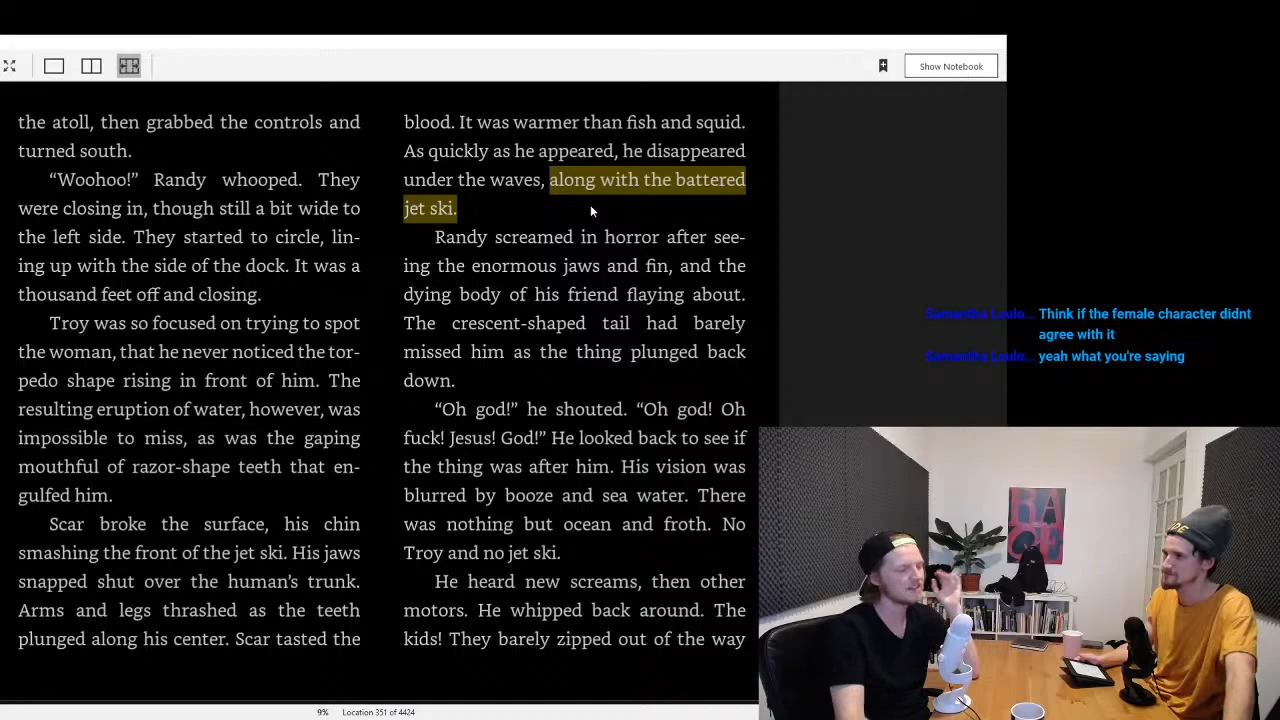 Show Notebook
the atoll, then grabbed the controls and
turned south.
“Woohoo!” Randy whooped. They
were closing in, though still a bit wide to
the left side. They started to circle, lin-
ing up with the side of the dock. It was a
thousand feet off and closing.
Troy was so focused on trying to spot
the woman, that he never noticed the tor-
pedo shape rising in front of him. The
resulting eruption of water, however, was
impossible to miss, as was the gaping
mouthful of razor-shape teeth that en-
gulfed him.
Scar broke the surface, his chin
smashing the front of the jet ski. His jaws
snapped shut over the human’s trunk.
Arms and legs thrashed as the teeth
plunged along his center. Scar tasted the
blood. It was warmer than fish and squid.
As quickly as he appeared, he disappeared
under the waves, along with the battered
jet ski.
Randy screamed in horror after see-
ing the enormous jaws and fin, and the
dying body of his friend flaying about.
The crescent-shaped tail had barely
missed him as the thing plunged back
down.
“Oh god!” he shouted. “Oh god! Oh
fuck! Jesus! God!” He looked back to see if
the thing was after him. His vision was
blurred by booze and sea water. There
was nothing but ocean and froth. No
Troy and no jet ski.
He heard new screams, then other
motors. He whipped back around. The
kids! They barely zipped out of the way
9% Location 351 of 4424
Samantha Loulo... Think if the female character didnt
agree with it
Samantha Loulo... yeah what you're saying
RAGE